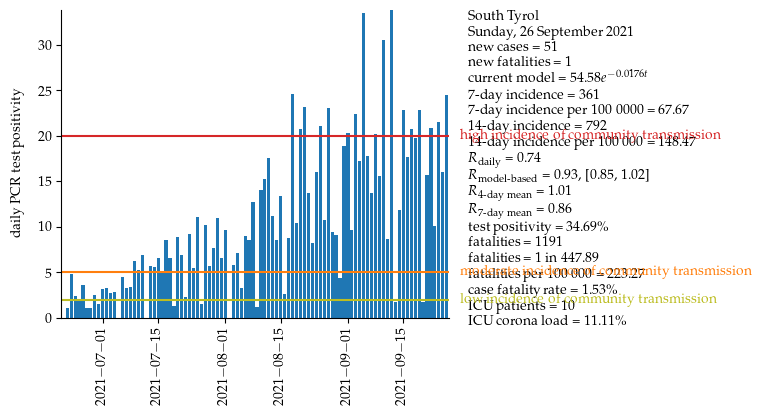 South Tyrol
Sunday, 26 September 2021
new cases = 51
new fatalities = 1
current model = 54.58e^{−0.0176t}
7-day incidence = 361
7-day incidence per 100 0000 = 67.67
high incidence of community transmission
14-day incidence = 792
14-day incidence per 100 000 = 148.47
R_daily = 0.74
R_model-based = 0.93, [0.85, 1.02]
R_4-day mean = 1.01
R_7-day mean = 0.86
test positivity = 34.69%
fatalities = 1191
fatalities = 1 in 447.89
moderate incidence of community transmission
fatalities per 100 000 = 223.27
case fatality rate = 1.53%
low incidence of community transmission
ICU patients = 10
ICU corona load = 11.11%
daily PCR test positivity
30
25
20
15
10
5
0
2021−07−01
2021−07−15
2021−08−01
2021−08−15
2021−09−01
2021−09−15